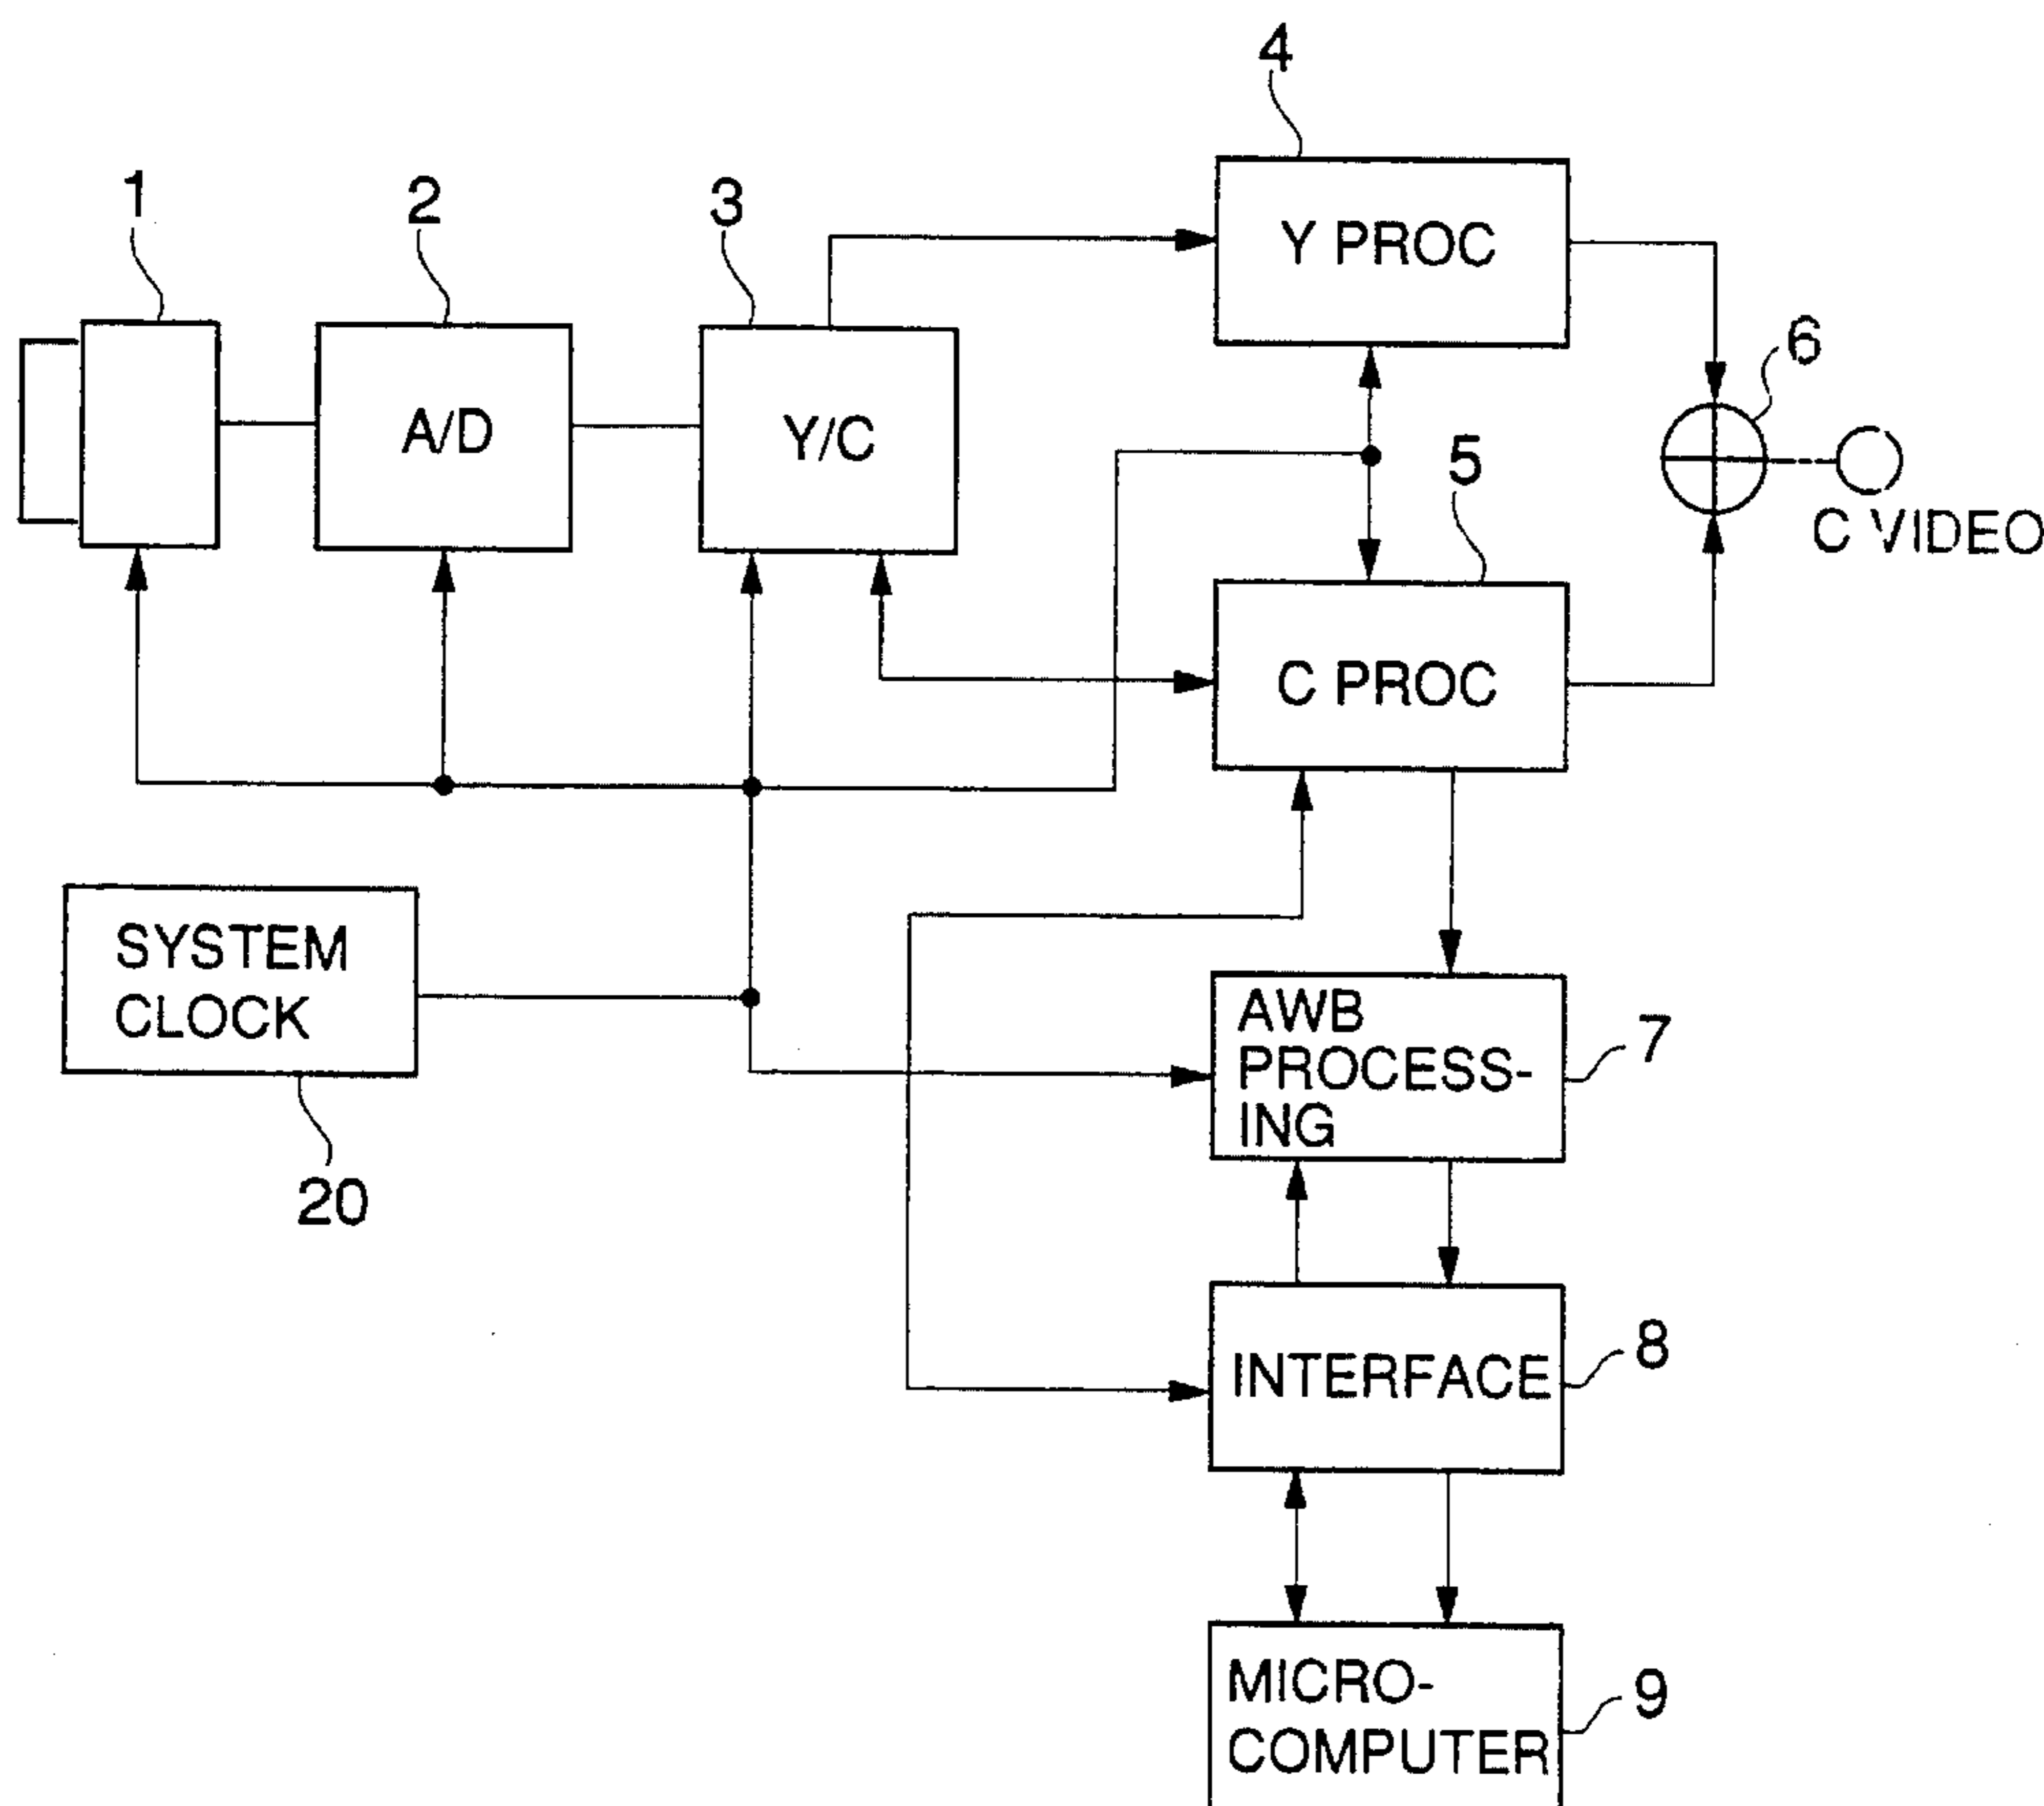 4
1
2
3
Y PROC
6
A/D
Y/C
5
C VIDEO
C PROC
SYSTEM
CLOCK
AWB
PROCESS-
ING
7
20
INTERFACE
8
MICRO-
COMPUTER
9